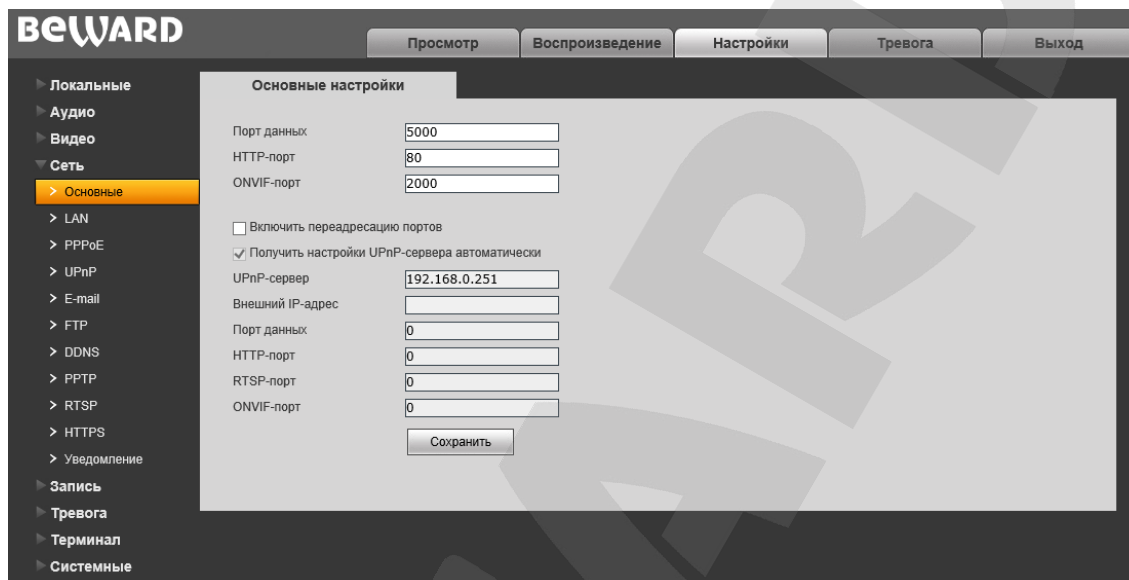 BEWARD
Просмотр
Воспроизведение
Настройки
Тревога
Выход
Локальные
Аудио
Видео
Сеть
Основные
LAN
PPPoE
UPnP
E-mail
FTP
DDNS
PPTP
RTSP
HTTPS
Уведомление
Запись
Тревога
Терминал
Системные
Основные настройки
Порт данных 5000
HTTP-порт 80
ONVIF-порт 2000
Включить переадресацию портов
Получить настройки UPnP-сервера автоматически
UPnP-сервер 192.168.0.251
Внешний IP-адрес
Порт данных 0
HTTP-порт 0
RTSP-порт 0
ONVIF-порт 0
Сохранить